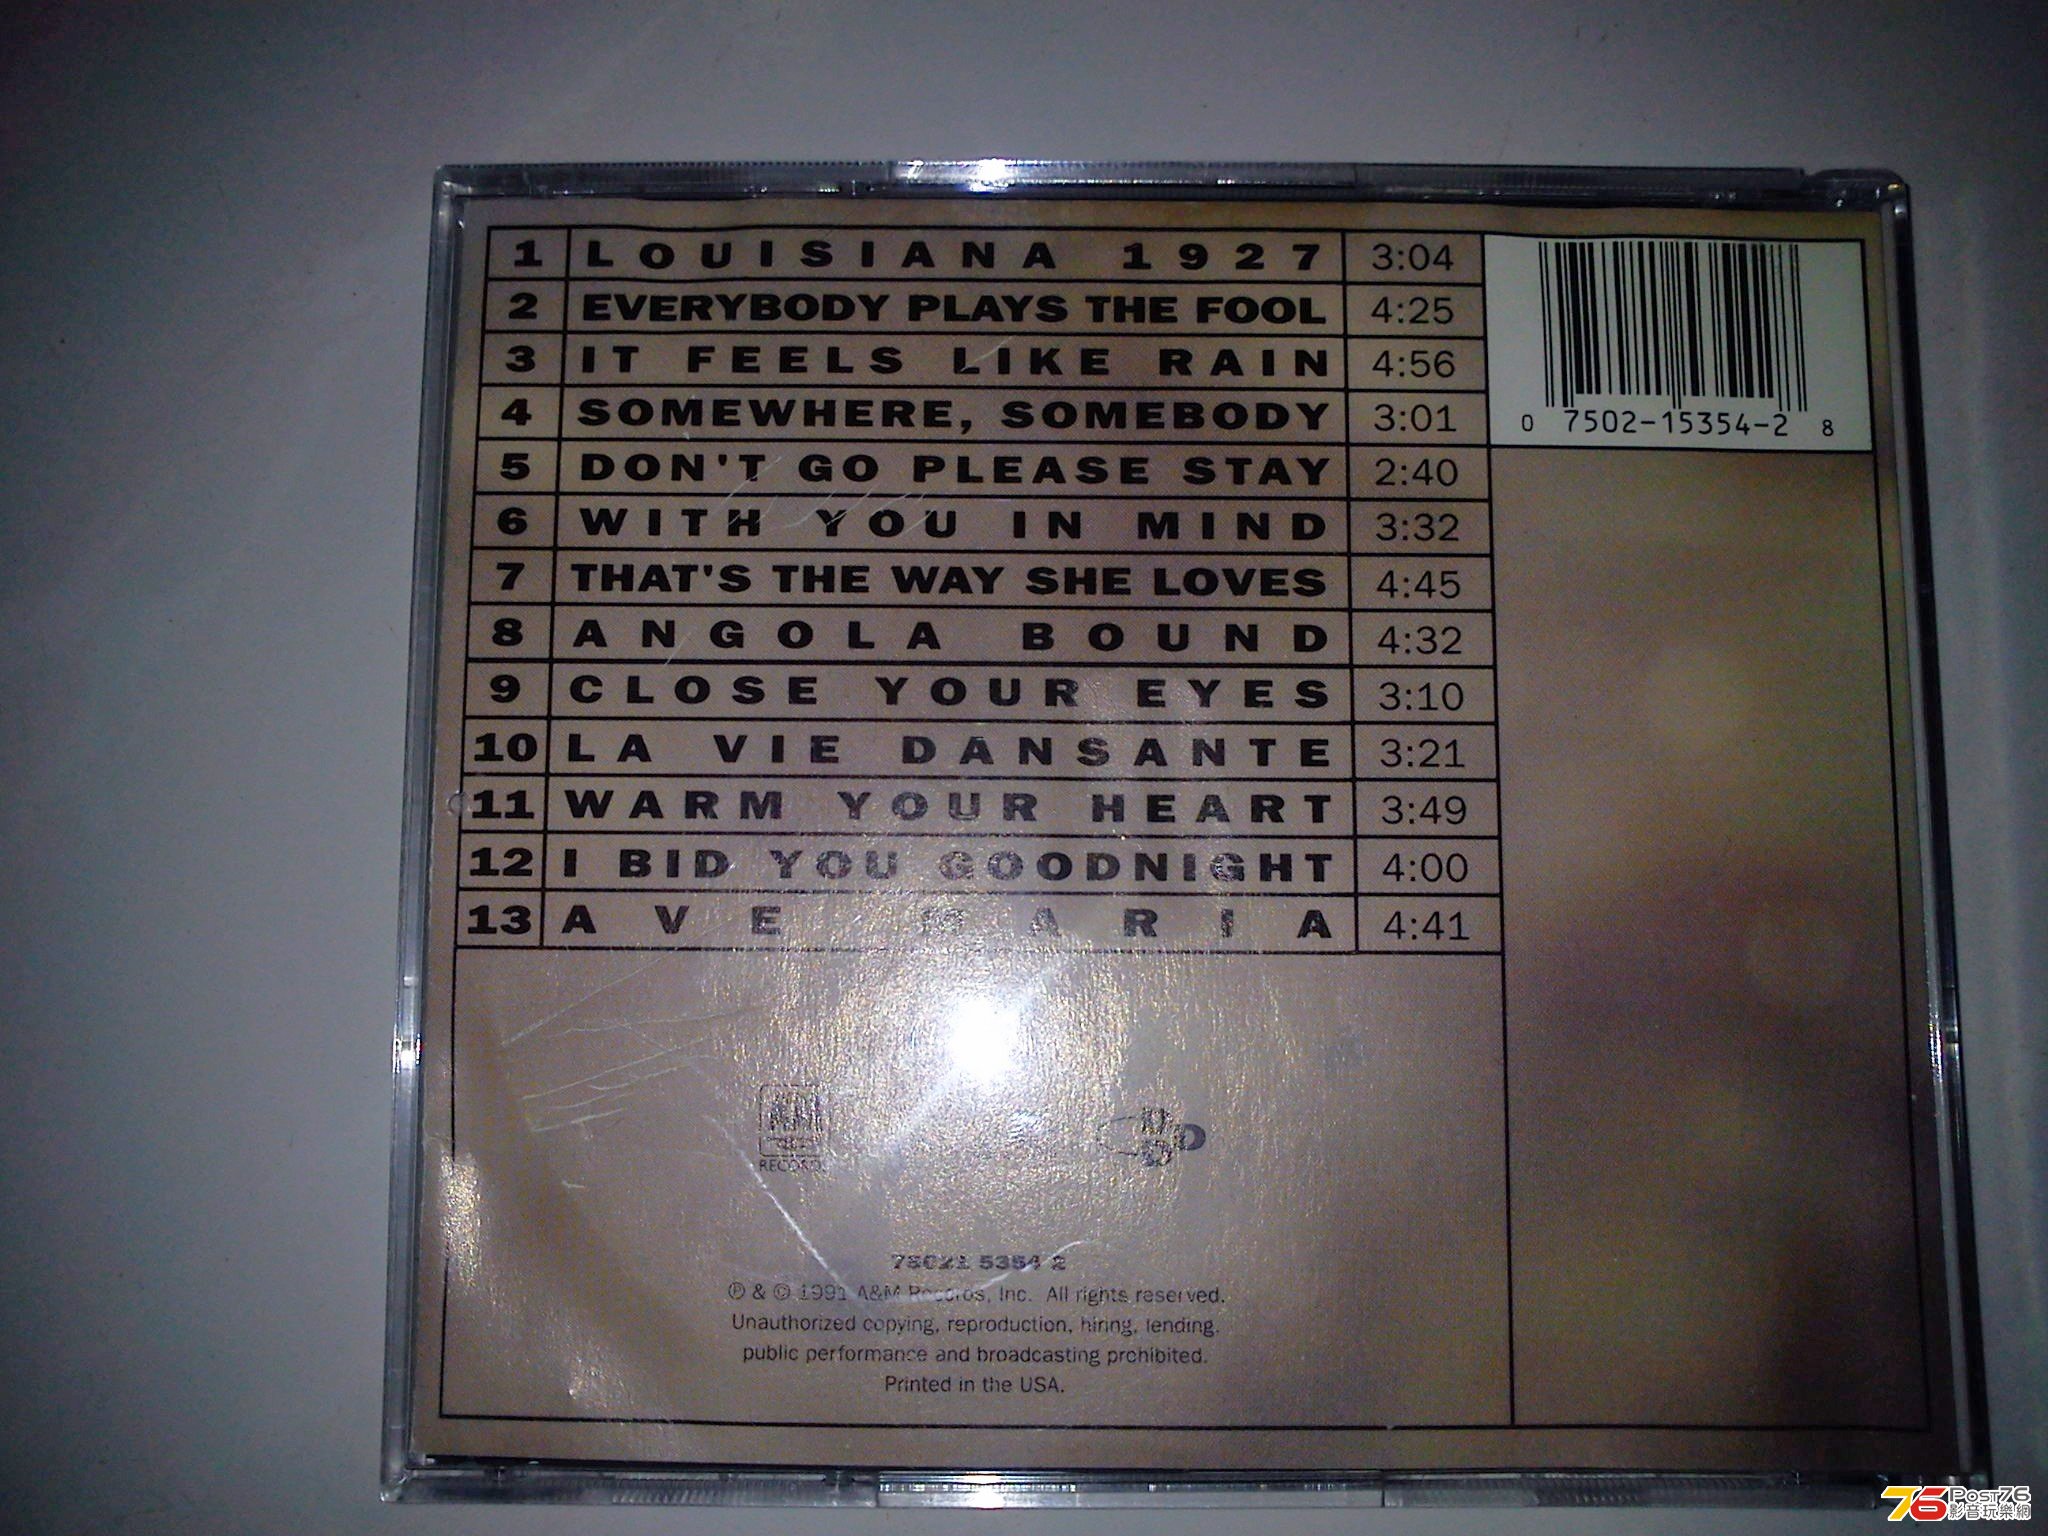 1 LOUISIANA 1927 3:04
2 EVERYBODY PLAYS THE FOOL 4:25
3 IT FEELS LIKE RAIN 4:56
4 SOMEWHERE, SOMEBODY 3:01
5 DON'T GO PLEASE STAY 2:40
6 WITH YOU IN MIND 3:32
7 THAT'S THE WAY SHE LOVES 4:45
8 ANGOLA BOUND 4:32
9 CLOSE YOUR EYES 3:10
10 LA VIE DANSANTE 3:21
11 WARM YOUR HEART 3:49
12 I BID YOU GOODNIGHT 4:00
13 AVE MARIA 4:41
0 7502-15354-2 8
A&M
RECORDS
75021 5354 2
℗ & © 1991 A&M Records, Inc. All rights reserved.
Unauthorized copying, reproduction, hiring, lending,
public performance and broadcasting prohibited.
Printed in the USA.
76 Post76
影音玩樂網